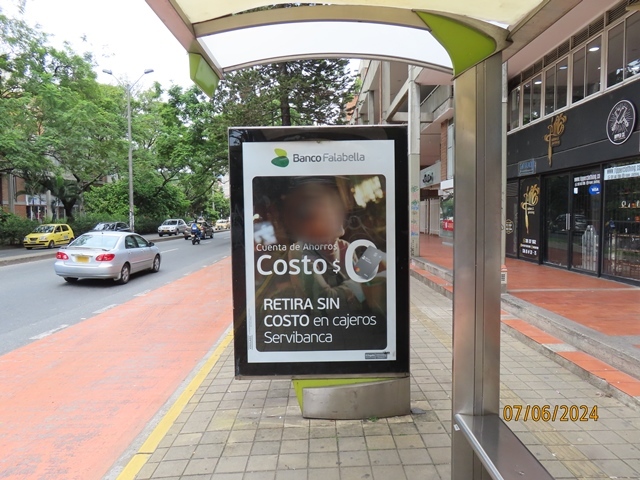 Banco Falabella
Cuenta de Ahorros
Costo $0
RETIRA SIN
COSTO en cajeros
Servibanca
07/06/2024